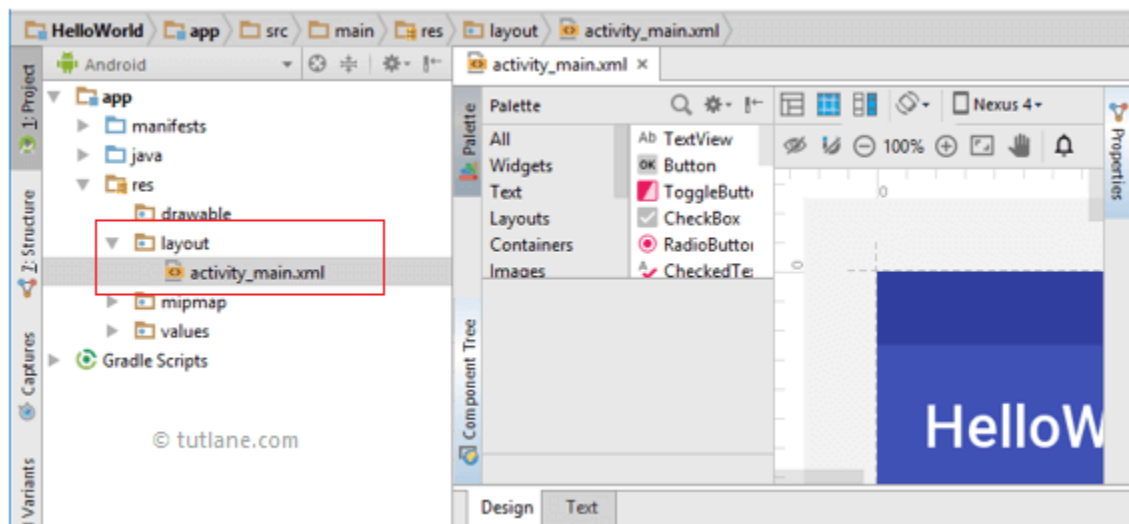 HelloWorld app src main res layout activity_main.xml
Android
activity_main.xml ×
1: Project
Z: Structure
Captures
Variants
app
manifests
java
res
drawable
layout
activity_main.xml
mipmap
values
Gradle Scripts
© tutlane.com
Palette
Component Tree
Palette
All
Widgets
Text
Layouts
Containers
Images
Ab TextView
OK Button
ToggleButt
CheckBox
RadioButto
CheckedTe
Nexus 4
100%
Properties
0
0
HelloW
Design Text